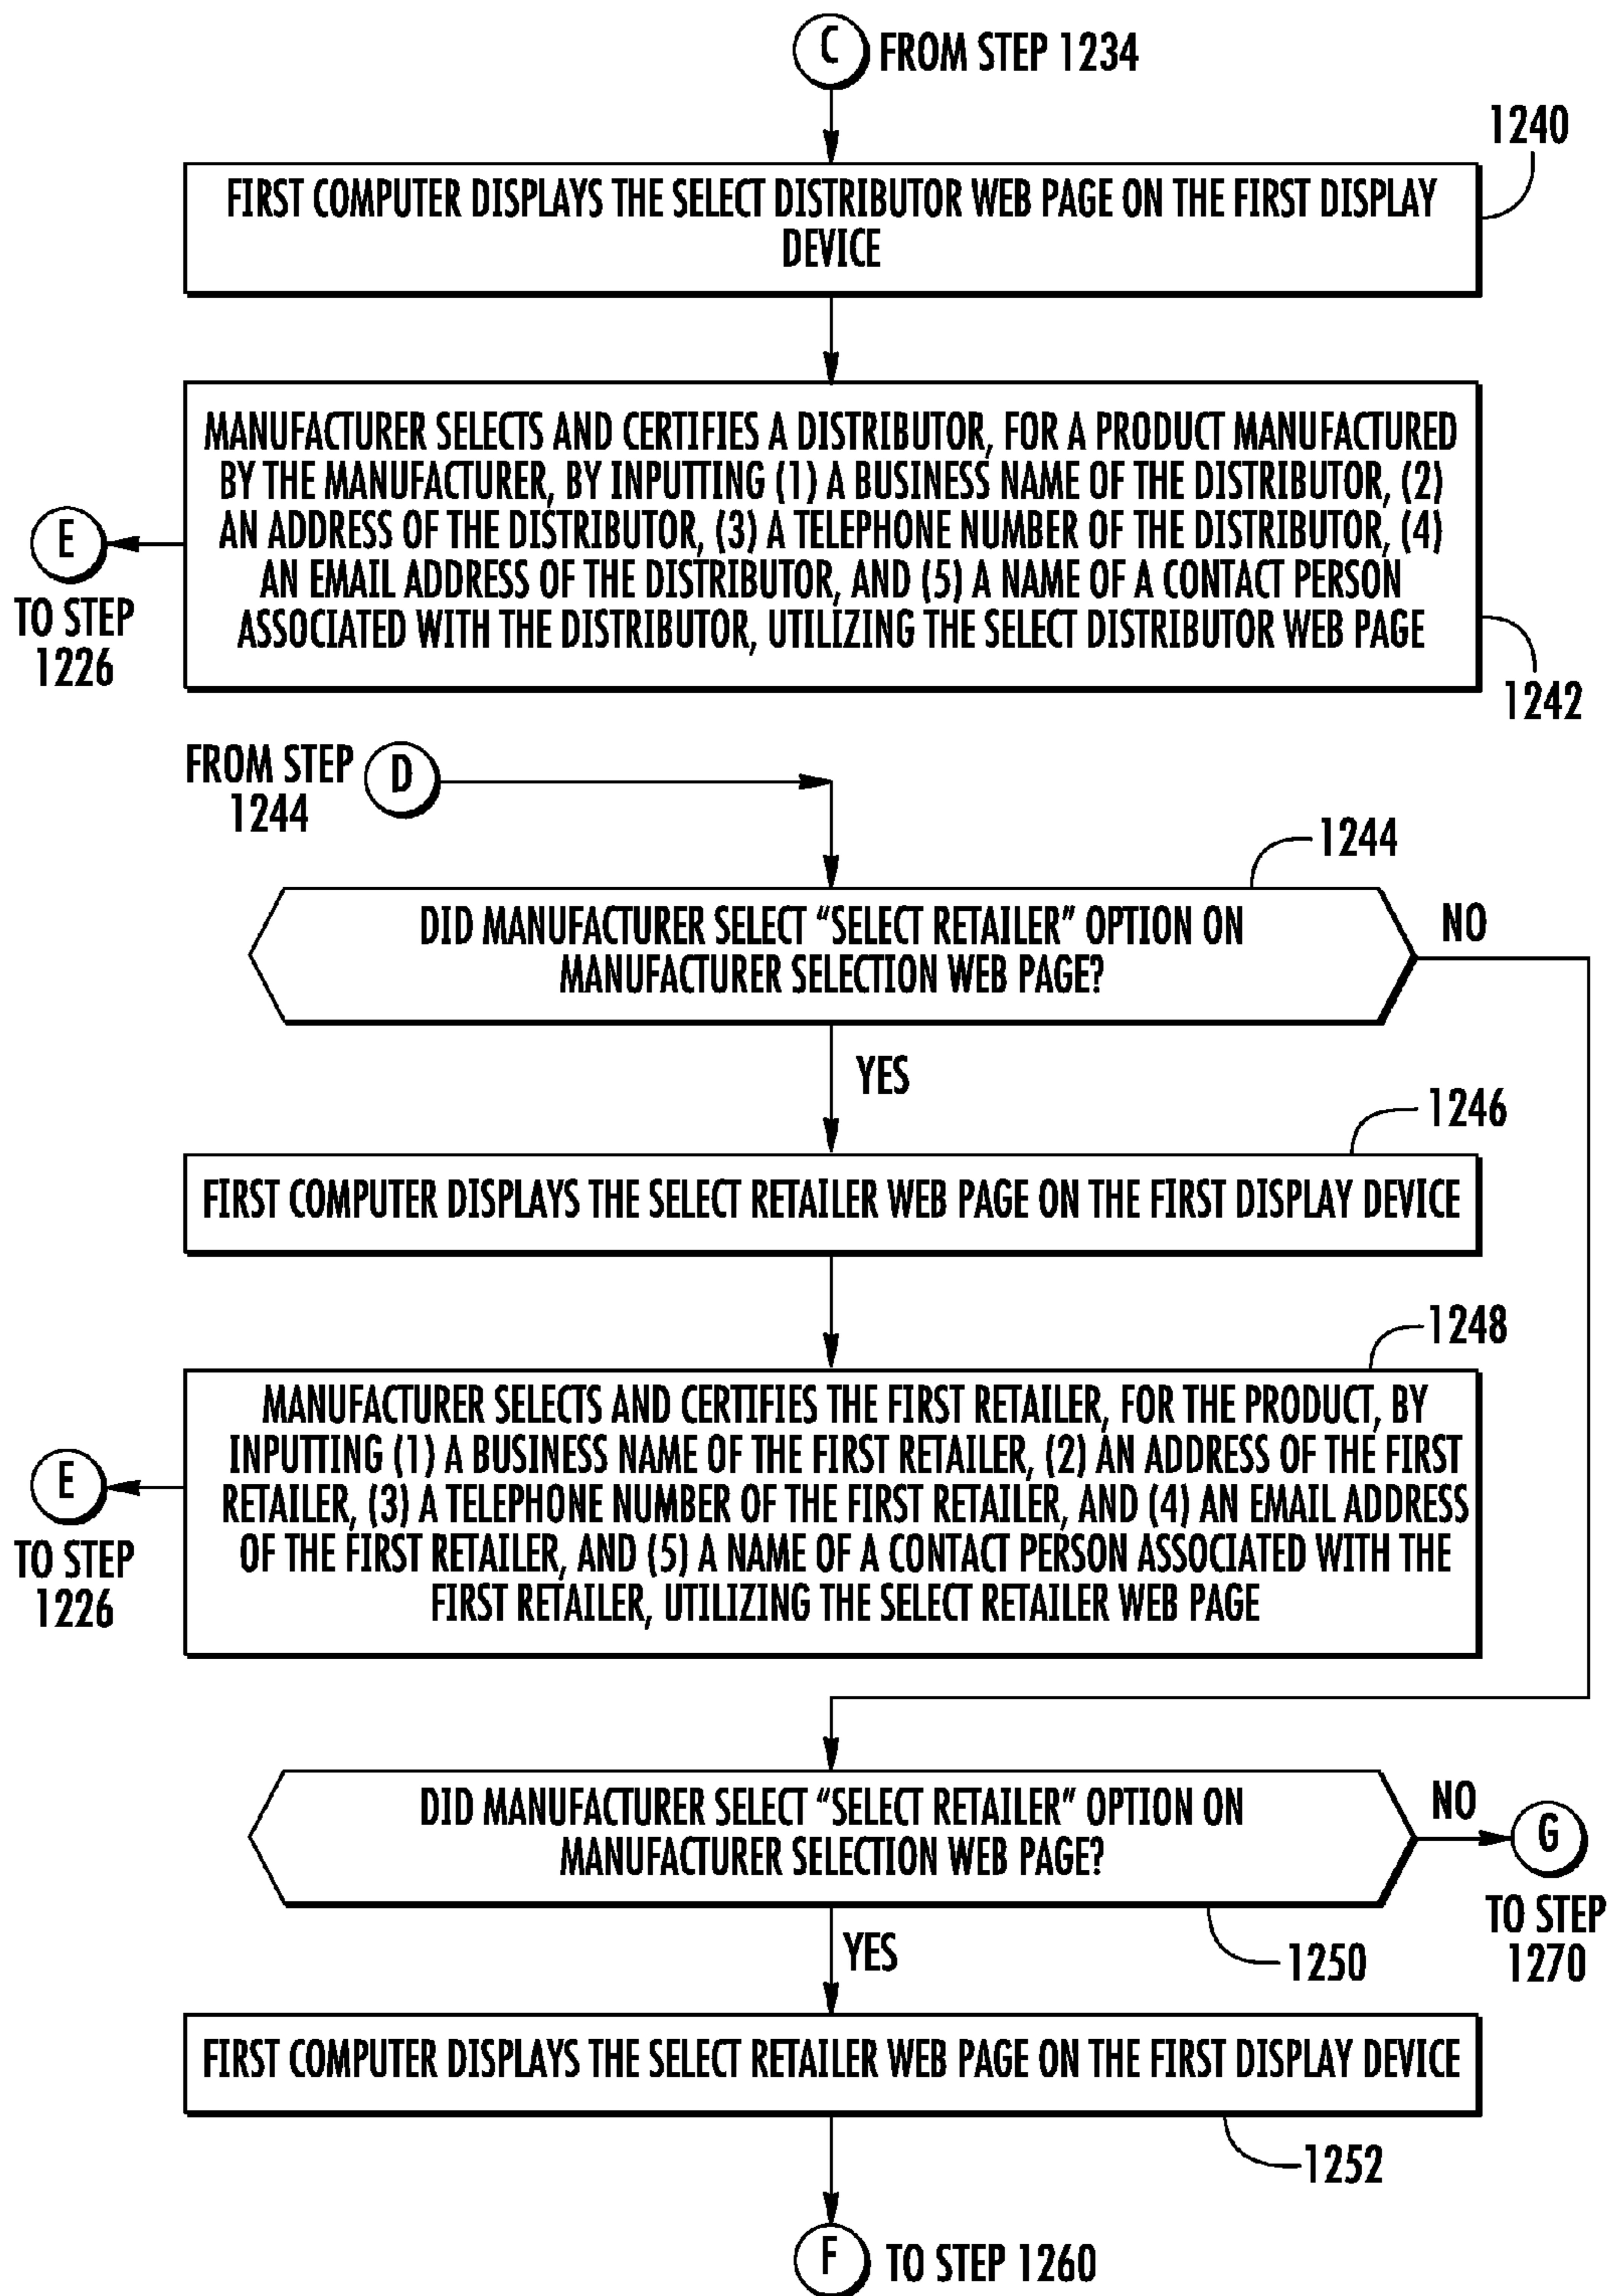 C FROM STEP 1234
1240
FIRST COMPUTER DISPLAYS THE SELECT DISTRIBUTOR WEB PAGE ON THE FIRST DISPLAY
DEVICE
MANUFACTURER SELECTS AND CERTIFIES A DISTRIBUTOR, FOR A PRODUCT MANUFACTURED
BY THE MANUFACTURER, BY INPUTTING (1) A BUSINESS NAME OF THE DISTRIBUTOR, (2)
AN ADDRESS OF THE DISTRIBUTOR, (3) A TELEPHONE NUMBER OF THE DISTRIBUTOR, (4)
AN EMAIL ADDRESS OF THE DISTRIBUTOR, AND (5) A NAME OF A CONTACT PERSON
ASSOCIATED WITH THE DISTRIBUTOR, UTILIZING THE SELECT DISTRIBUTOR WEB PAGE
E
TO STEP
1226
1242
FROM STEP
1244
D
1244
DID MANUFACTURER SELECT "SELECT RETAILER" OPTION ON
MANUFACTURER SELECTION WEB PAGE?
NO
YES
1246
FIRST COMPUTER DISPLAYS THE SELECT RETAILER WEB PAGE ON THE FIRST DISPLAY DEVICE
1248
MANUFACTURER SELECTS AND CERTIFIES THE FIRST RETAILER, FOR THE PRODUCT, BY
INPUTTING (1) A BUSINESS NAME OF THE FIRST RETAILER, (2) AN ADDRESS OF THE FIRST
RETAILER, (3) A TELEPHONE NUMBER OF THE FIRST RETAILER, AND (4) AN EMAIL ADDRESS
OF THE FIRST RETAILER, AND (5) A NAME OF A CONTACT PERSON ASSOCIATED WITH THE
FIRST RETAILER, UTILIZING THE SELECT RETAILER WEB PAGE
E
TO STEP
1226
DID MANUFACTURER SELECT "SELECT RETAILER" OPTION ON
MANUFACTURER SELECTION WEB PAGE?
NO
G
TO STEP
1270
YES
1250
FIRST COMPUTER DISPLAYS THE SELECT RETAILER WEB PAGE ON THE FIRST DISPLAY DEVICE
1252
F TO STEP 1260